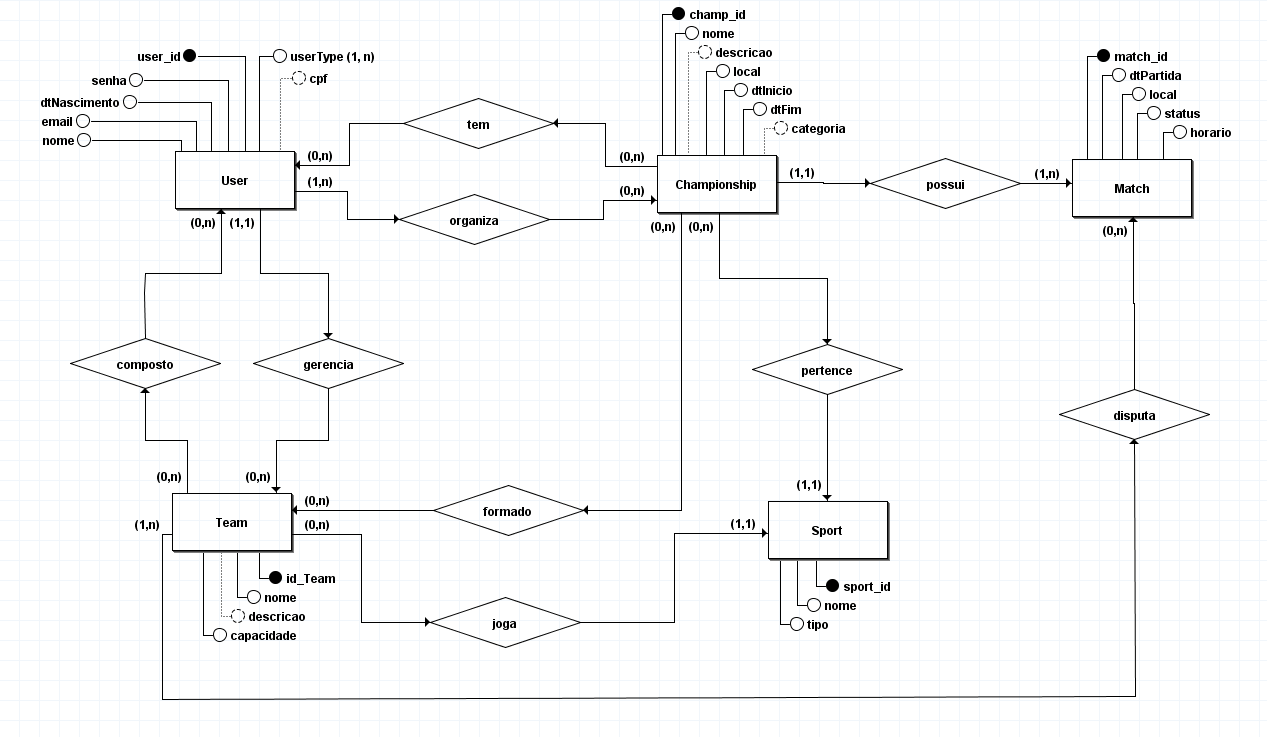 champ_id
nome
descricao
local
dtInicio
dtFim
categoria
user_id
userType (1, n)
senha
cpf
dtNascimento
email
nome
match_id
dtPartida
local
status
horario
tem
(0,n)
(0,n)
User
(1,n)
(0,n)
organiza
Championship
(1,1)
possui
(1,n)
Match
(0,n)
(1,1)
(0,n)
(0,n)
(0,n)
composto
gerencia
pertence
disputa
(0,n)
(0,n)
(1,1)
(0,n)
formado
(1,n)
Team
(0,n)
(1,1)
Sport
id_Team
nome
descricao
capacidade
joga
sport_id
nome
tipo